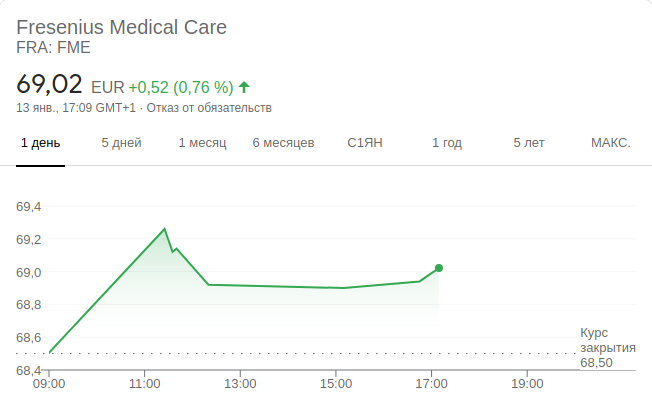 Fresenius Medical Care
FRA: FME
69,02 EUR +0,52 (0,76 %)
13 янв., 17:09 GMT+1 · Отказ от обязательств
1 день 5 дней 1 месяц 6 месяцев С1ЯН 1 год 5 лет МАКС.
69,4
69,2
69,0
68,8
68,6
68,4
Курс
закрытия
68,50
09:00 11:00 13:00 15:00 17:00 19:00